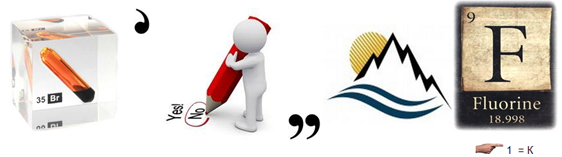 ’
35 Br
Yes!
No
”
9
F
Fluorine
18.998
1 = K